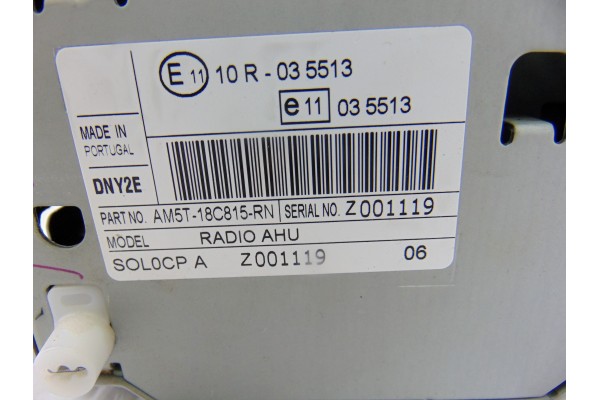 E 11 10 R - 03 5513
e 11 03 5513
MADE IN
PORTUGAL
DNY2E
PART NO. AM5T-18C815-RN SERIAL NO. Z001119
MODEL RADIO AHU
SOL0CP A Z001119 06